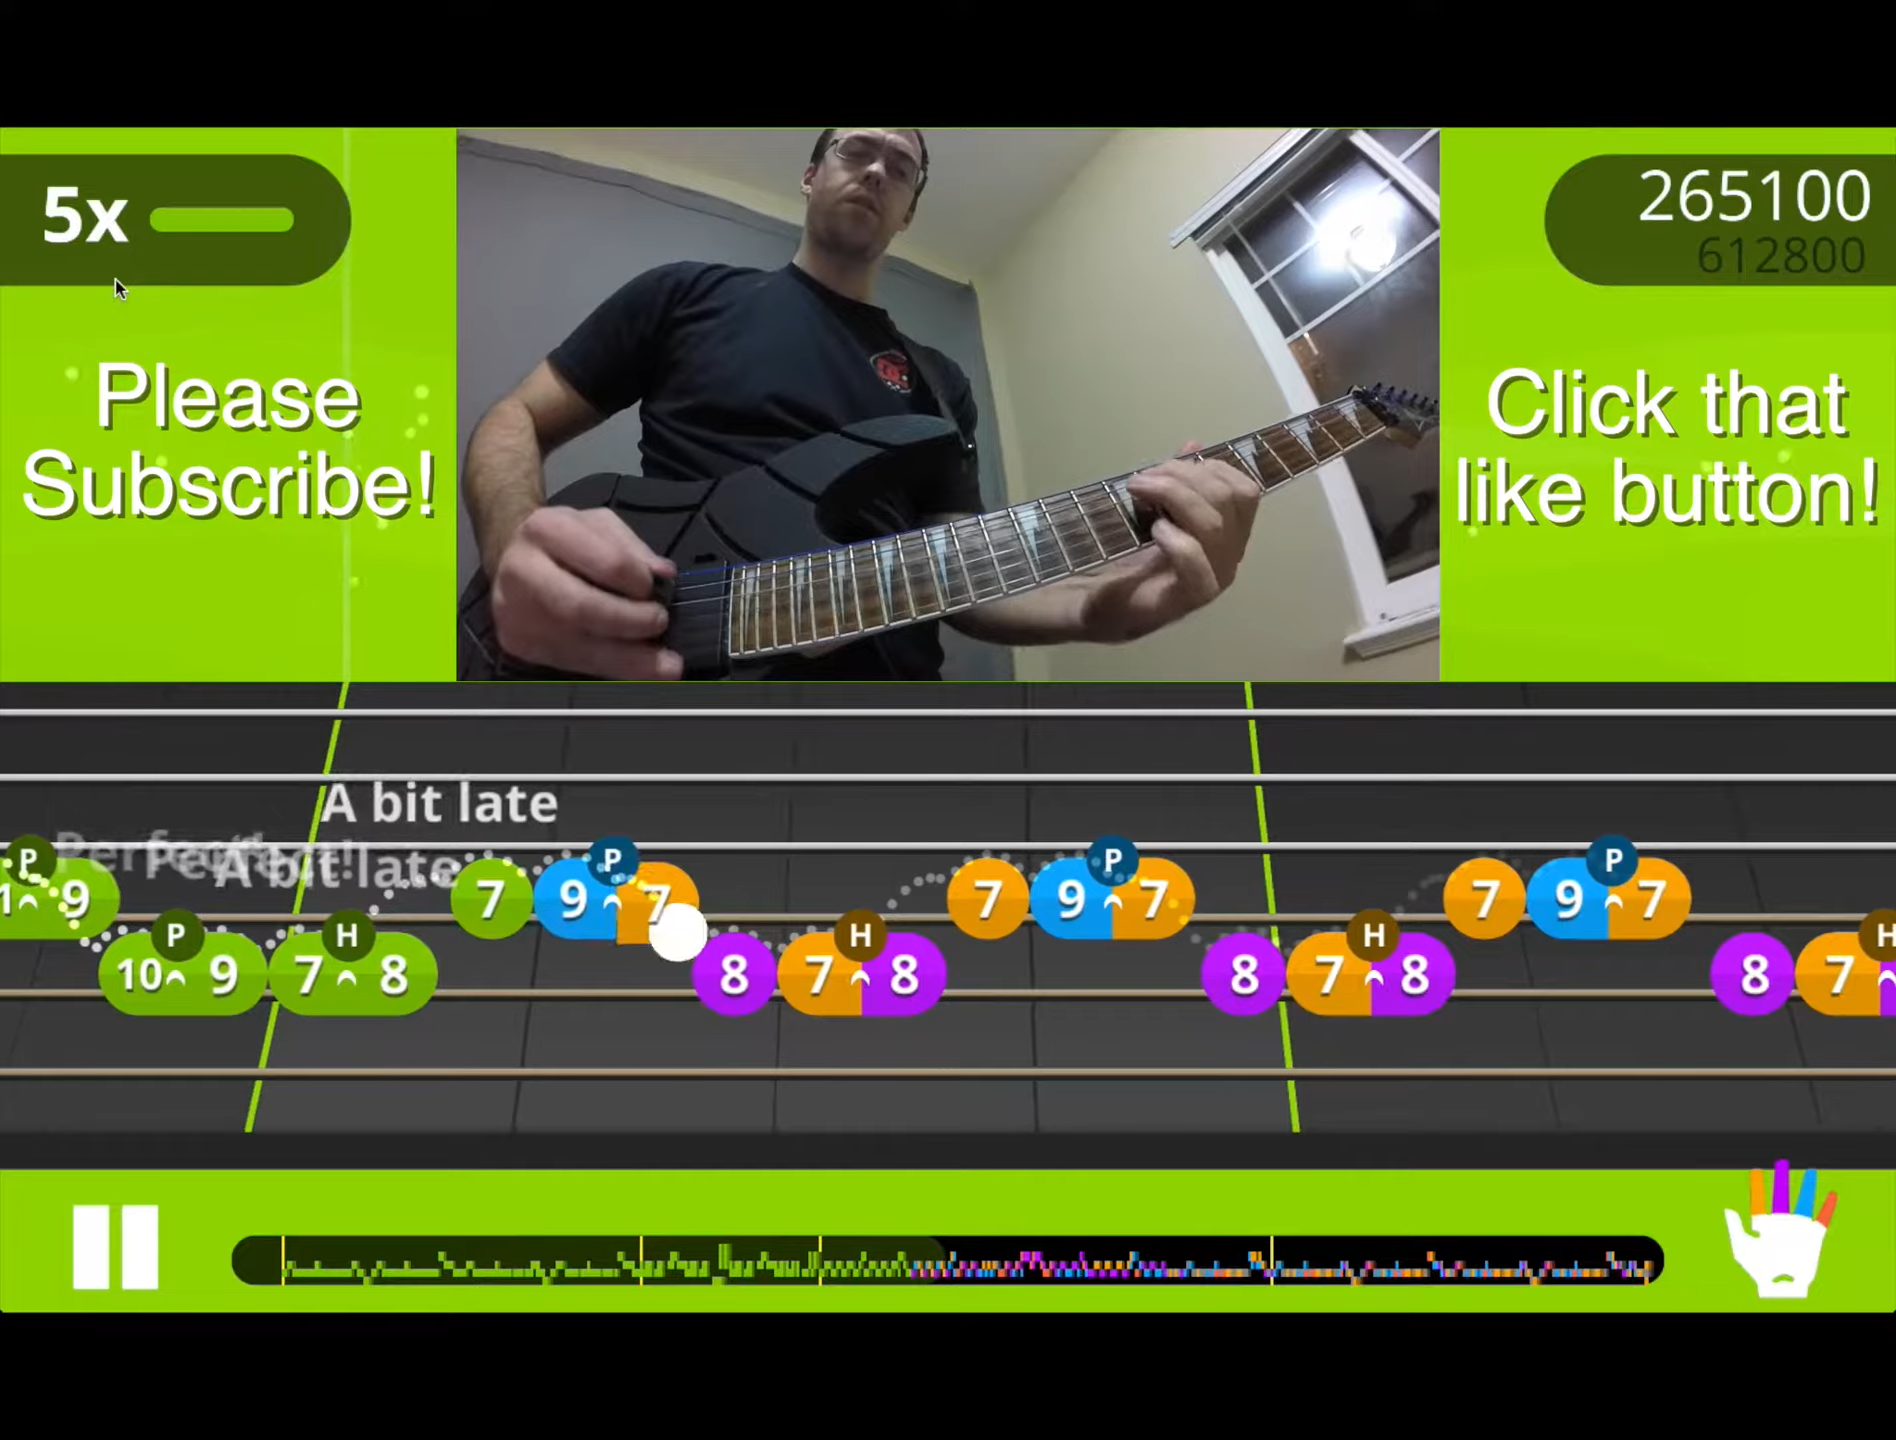 5x
265100
612800
Please
Subscribe!
Click that
like button!
A bit late
Perfect!
A bit late
P P P P
9 7 9 7 7 9 7 7 9 7
P H H H H
10 9 7 8 8 7 8 8 7 8 8 7